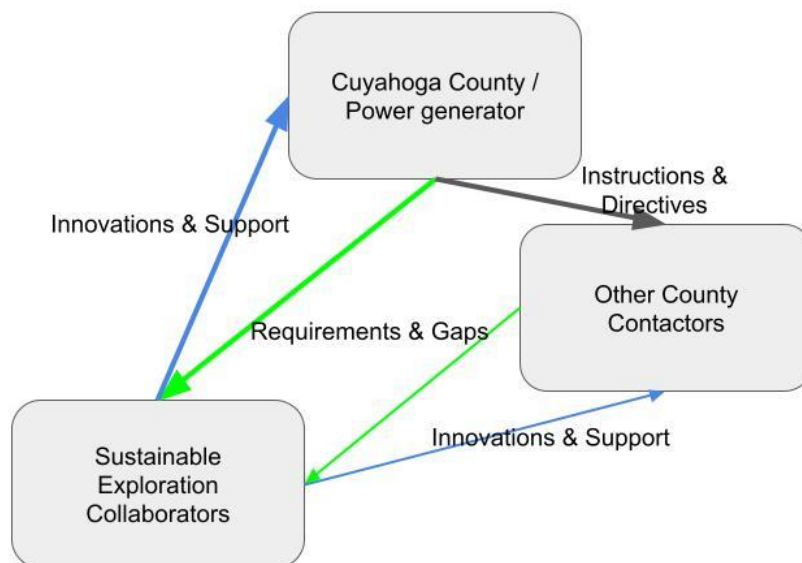 Cuyahoga County /
Power generator
Instructions &
Directives
Innovations & Support
Other County
Contactors
Requirements & Gaps
Innovations & Support
Sustainable
Exploration
Collaborators